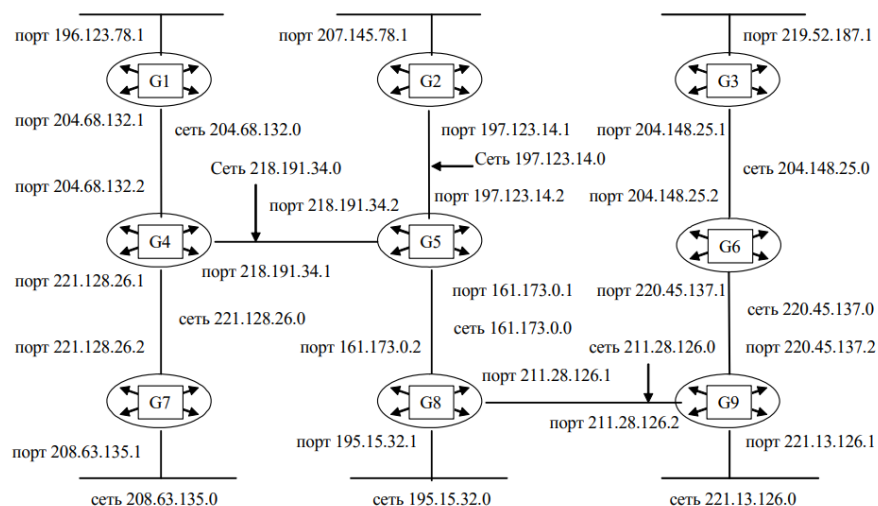 порт 196.123.78.1
порт 207.145.78.1
порт 219.52.187.1
G1
G2
G3
порт 204.68.132.1
сеть 204.68.132.0
порт 197.123.14.1
порт 204.148.25.1
Сеть 218.191.34.0
Сеть 197.123.14.0
сеть 204.148.25.0
порт 204.68.132.2
порт 218.191.34.2
порт 197.123.14.2
порт 204.148.25.2
G4
G5
G6
порт 221.128.26.1
порт 218.191.34.1
порт 161.173.0.1
порт 220.45.137.1
сеть 221.128.26.0
сеть 161.173.0.0
сеть 220.45.137.0
порт 221.128.26.2
порт 161.173.0.2
сеть 211.28.126.0
порт 220.45.137.2
порт 211.28.126.1
G7
G8
G9
порт 211.28.126.2
порт 208.63.135.1
порт 195.15.32.1
порт 221.13.126.1
сеть 208.63.135.0
сеть 195.15.32.0
сеть 221.13.126.0